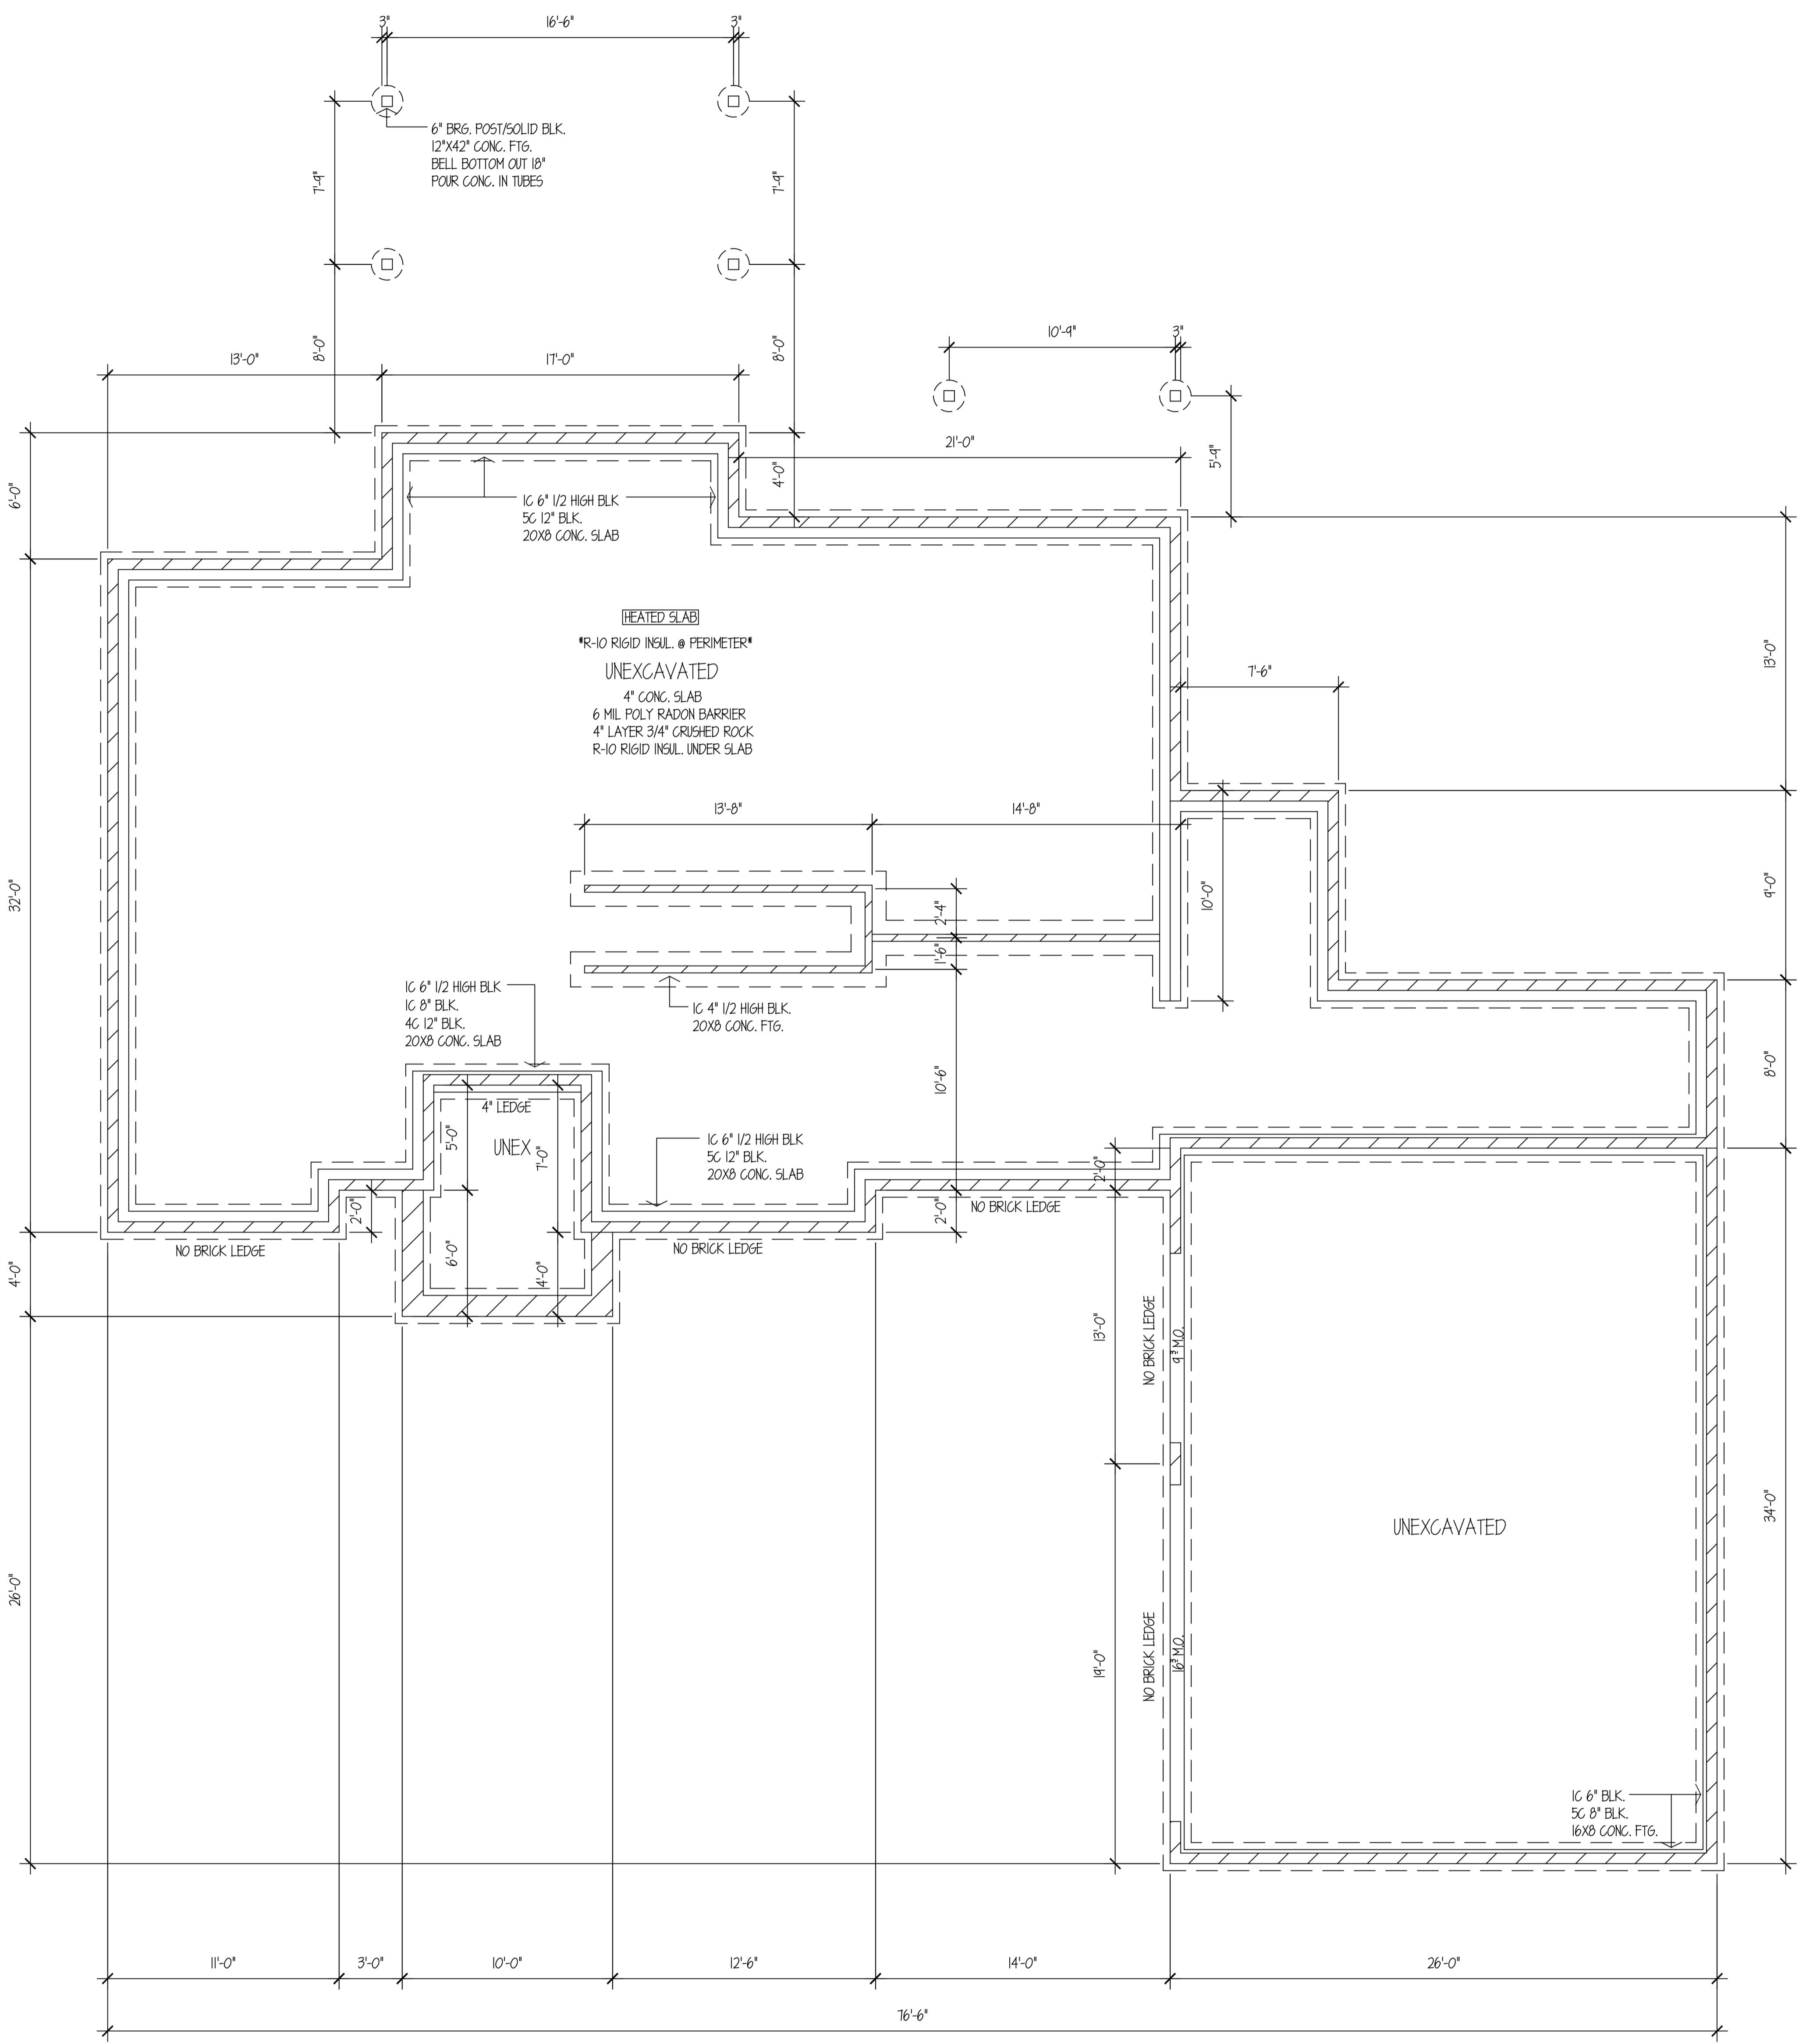 3"
16'-6"
3"
6" BRG. POST/SOLID BLK.
12"X42" CONC. FTG.
BELL BOTTOM OUT 18"
POUR CONC. IN TUBES
7'-9"
7'-9"
8'-0"
8'-0"
10'-9"
3"
13'-0"
17'-0"
21'-0"
5'-9"
4'-0"
6'-0"
1C 6" 1/2 HIGH BLK
5C 12" BLK.
20X8 CONC. SLAB
HEATED SLAB
*R-10 RIGID INSUL. @ PERIMETER*
UNEXCAVATED
4" CONC. SLAB
6 MIL POLY RADON BARRIER
4" LAYER 3/4" CRUSHED ROCK
R-10 RIGID INSUL. UNDER SLAB
13'-0"
7'-6"
13'-8"
14'-8"
32'-0"
10'-0"
9'-0"
2'-4"
1'-6"
1C 6" 1/2 HIGH BLK
1C 8" BLK.
4C 12" BLK.
20X8 CONC. SLAB
1C 4" 1/2 HIGH BLK.
20X8 CONC. FTG.
10'-6"
8'-0"
4" LEDGE
UNEX
5'-0"
7'-0"
1C 6" 1/2 HIGH BLK
5C 12" BLK.
20X8 CONC. SLAB
2'-0"
2'-0"
2'-0"
NO BRICK LEDGE
NO BRICK LEDGE
NO BRICK LEDGE
4'-0"
6'-0"
4'-0"
13'-0"
NO BRICK LEDGE
9'0" M.O.
UNEXCAVATED
34'-0"
26'-0"
19'-0"
NO BRICK LEDGE
16'0" M.O.
1C 6" BLK.
5C 8" BLK.
16X8 CONC. FTG.
11'-0"
3'-0"
10'-0"
12'-6"
14'-0"
26'-0"
76'-6"